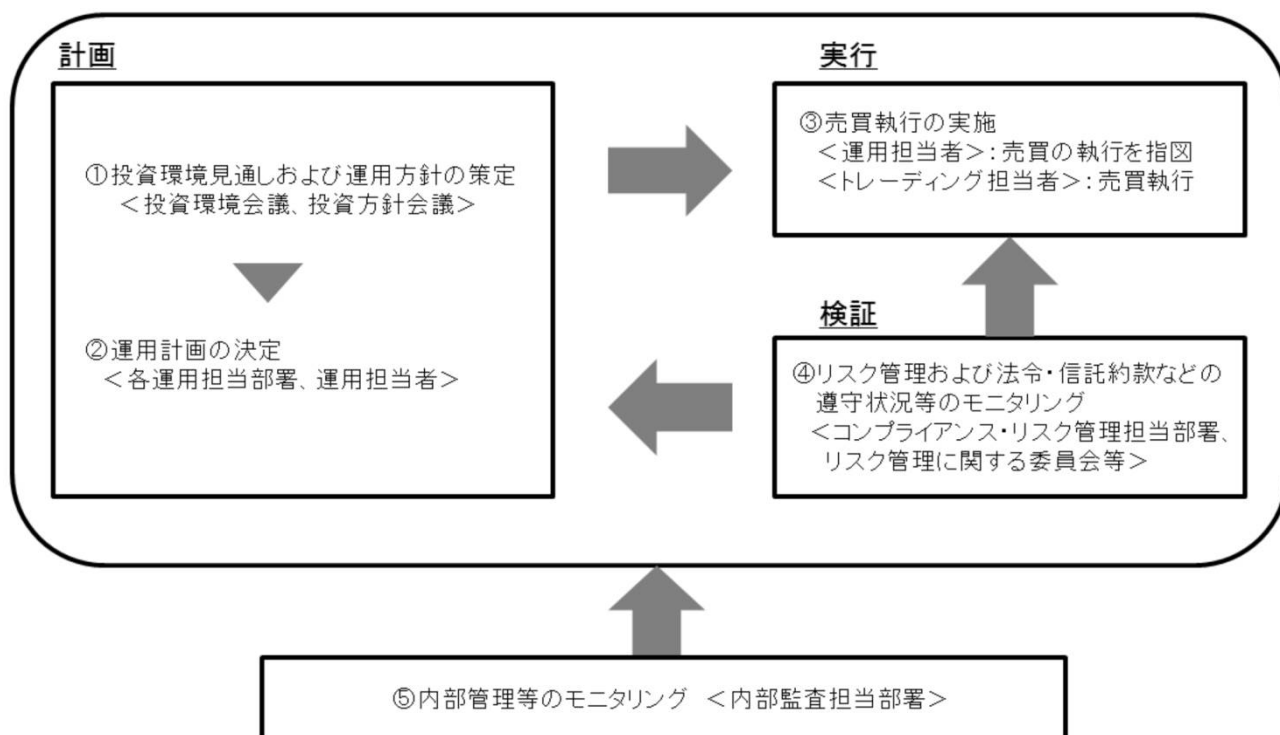 計画
①投資環境見通しおよび運用方針の策定
＜投資環境会議、投資方針会議＞
②運用計画の決定
＜各運用担当部署、運用担当者＞
実行
③売買執行の実施
＜運用担当者＞：売買の執行を指図
＜トレーディング担当者＞：売買執行
検証
④リスク管理および法令・信託約款などの
遵守状況等のモニタリング
＜コンプライアンス・リスク管理担当部署、
リスク管理に関する委員会等＞
⑤内部管理等のモニタリング ＜内部監査担当部署＞